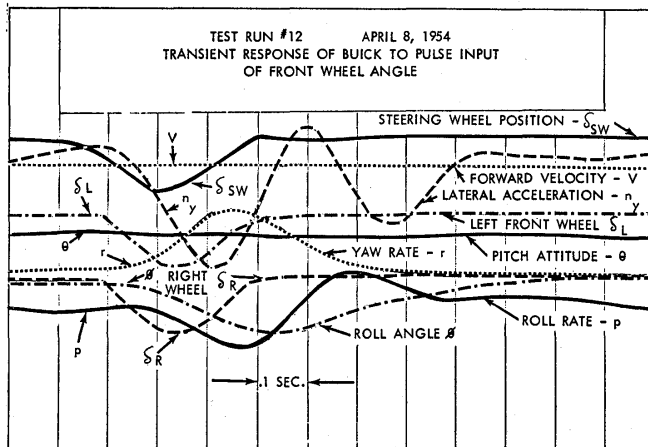 TEST RUN #12 APRIL 8, 1954
TRANSIENT RESPONSE OF BUICK TO PULSE INPUT
OF FRONT WHEEL ANGLE
STEERING WHEEL POSITION - δSW
V
δSW
FORWARD VELOCITY - V
LATERAL ACCELERATION - ny
δL
ny
LEFT FRONT WHEEL δL
θ
r
YAW RATE - r
PITCH ATTITUDE - θ
ø
RIGHT
WHEEL
δR
P
δR
ROLL ANGLE ø
ROLL RATE - p
.1 SEC.